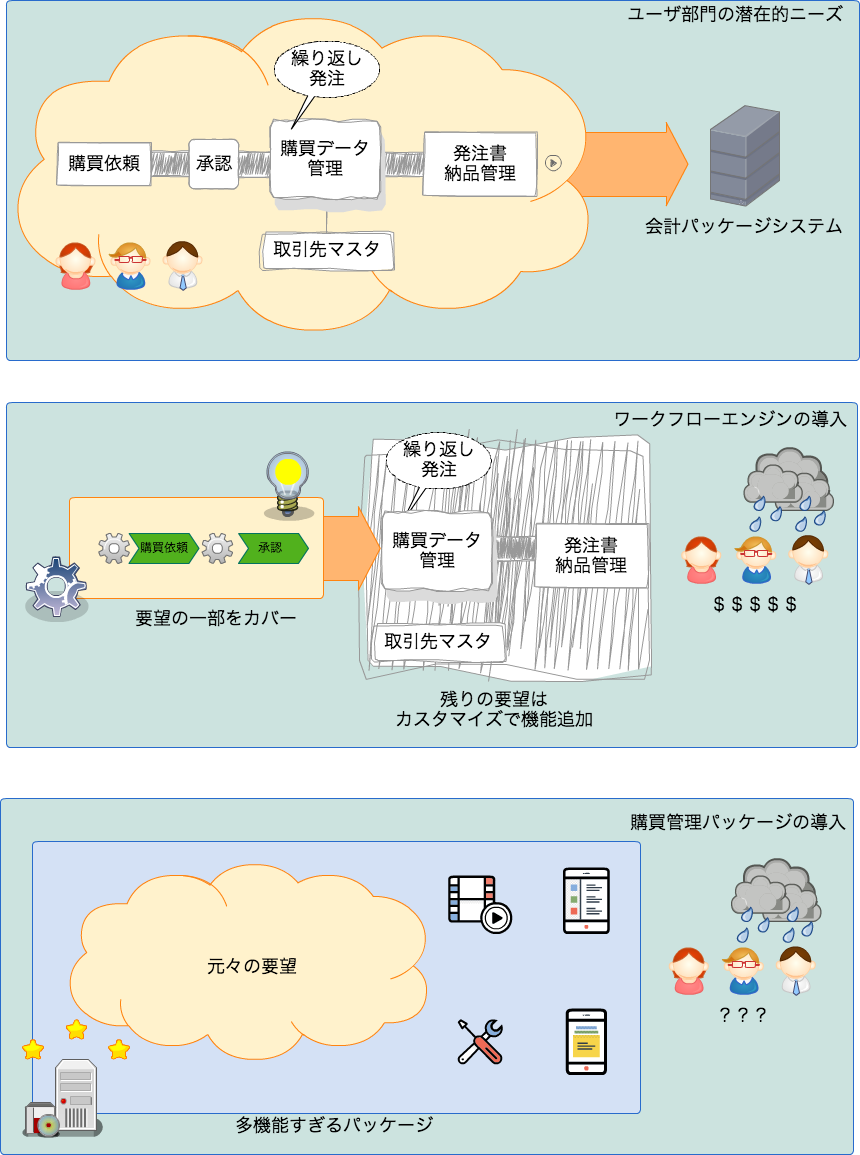 ユーザ部門の潜在的ニーズ
繰り返し
発注
購買依頼
承認
購買データ
管理
発注書
納品管理
取引先マスタ
会計パッケージシステム
ワークフローエンジンの導入
繰り返し
発注
購買依頼
承認
購買データ
管理
発注書
納品管理
取引先マスタ
要望の一部をカバー
残りの要望は
カスタマイズで機能追加
$ $ $ $ $
購買管理パッケージの導入
元々の要望
? ? ?
多機能すぎるパッケージ